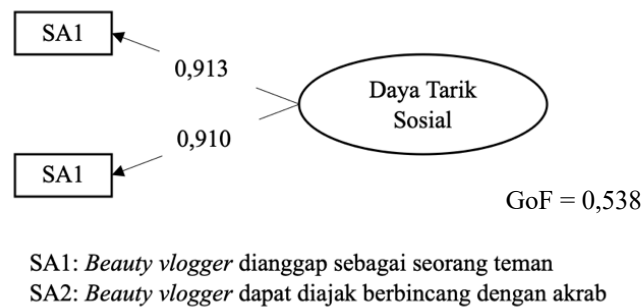 SA1
0,913
Daya Tarik
Sosial
0,910
SA1
GoF = 0,538
SA1: Beauty vlogger dianggap sebagai seorang teman
SA2: Beauty vlogger dapat diajak berbincang dengan akrab